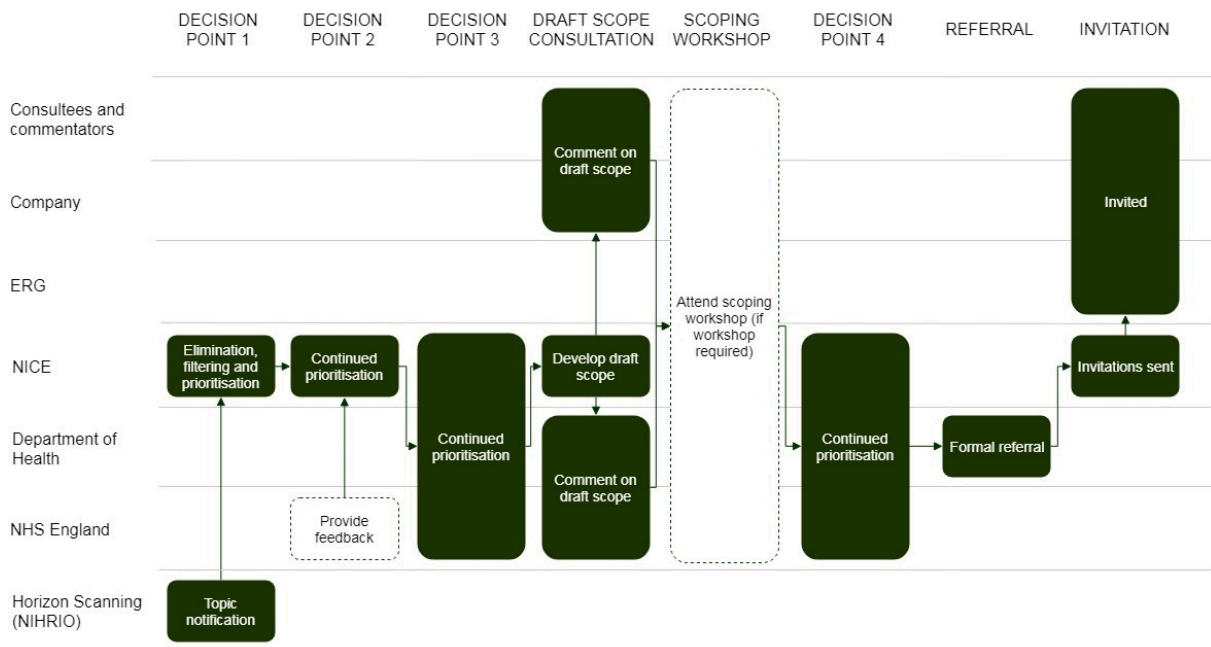 DECISION
POINT 1
DECISION
POINT 2
DECISION
POINT 3
DRAFT SCOPE
CONSULTATION
SCOPING
WORKSHOP
DECISION
POINT 4
REFERRAL
INVITATION
Consultees and
commentators
Comment on
draft scope
Company
Invited
ERG
Attend scoping
workshop (if
workshop
required)
NICE
Elimination,
filtering and
prioritisation
Continued
prioritisation
Develop draft
scope
Invitations sent
Department of
Health
Continued
prioritisation
Comment on
draft scope
Continued
prioritisation
Formal referral
NHS England
Provide
feedback
Horizon Scanning
(NIHRIO)
Topic
notification